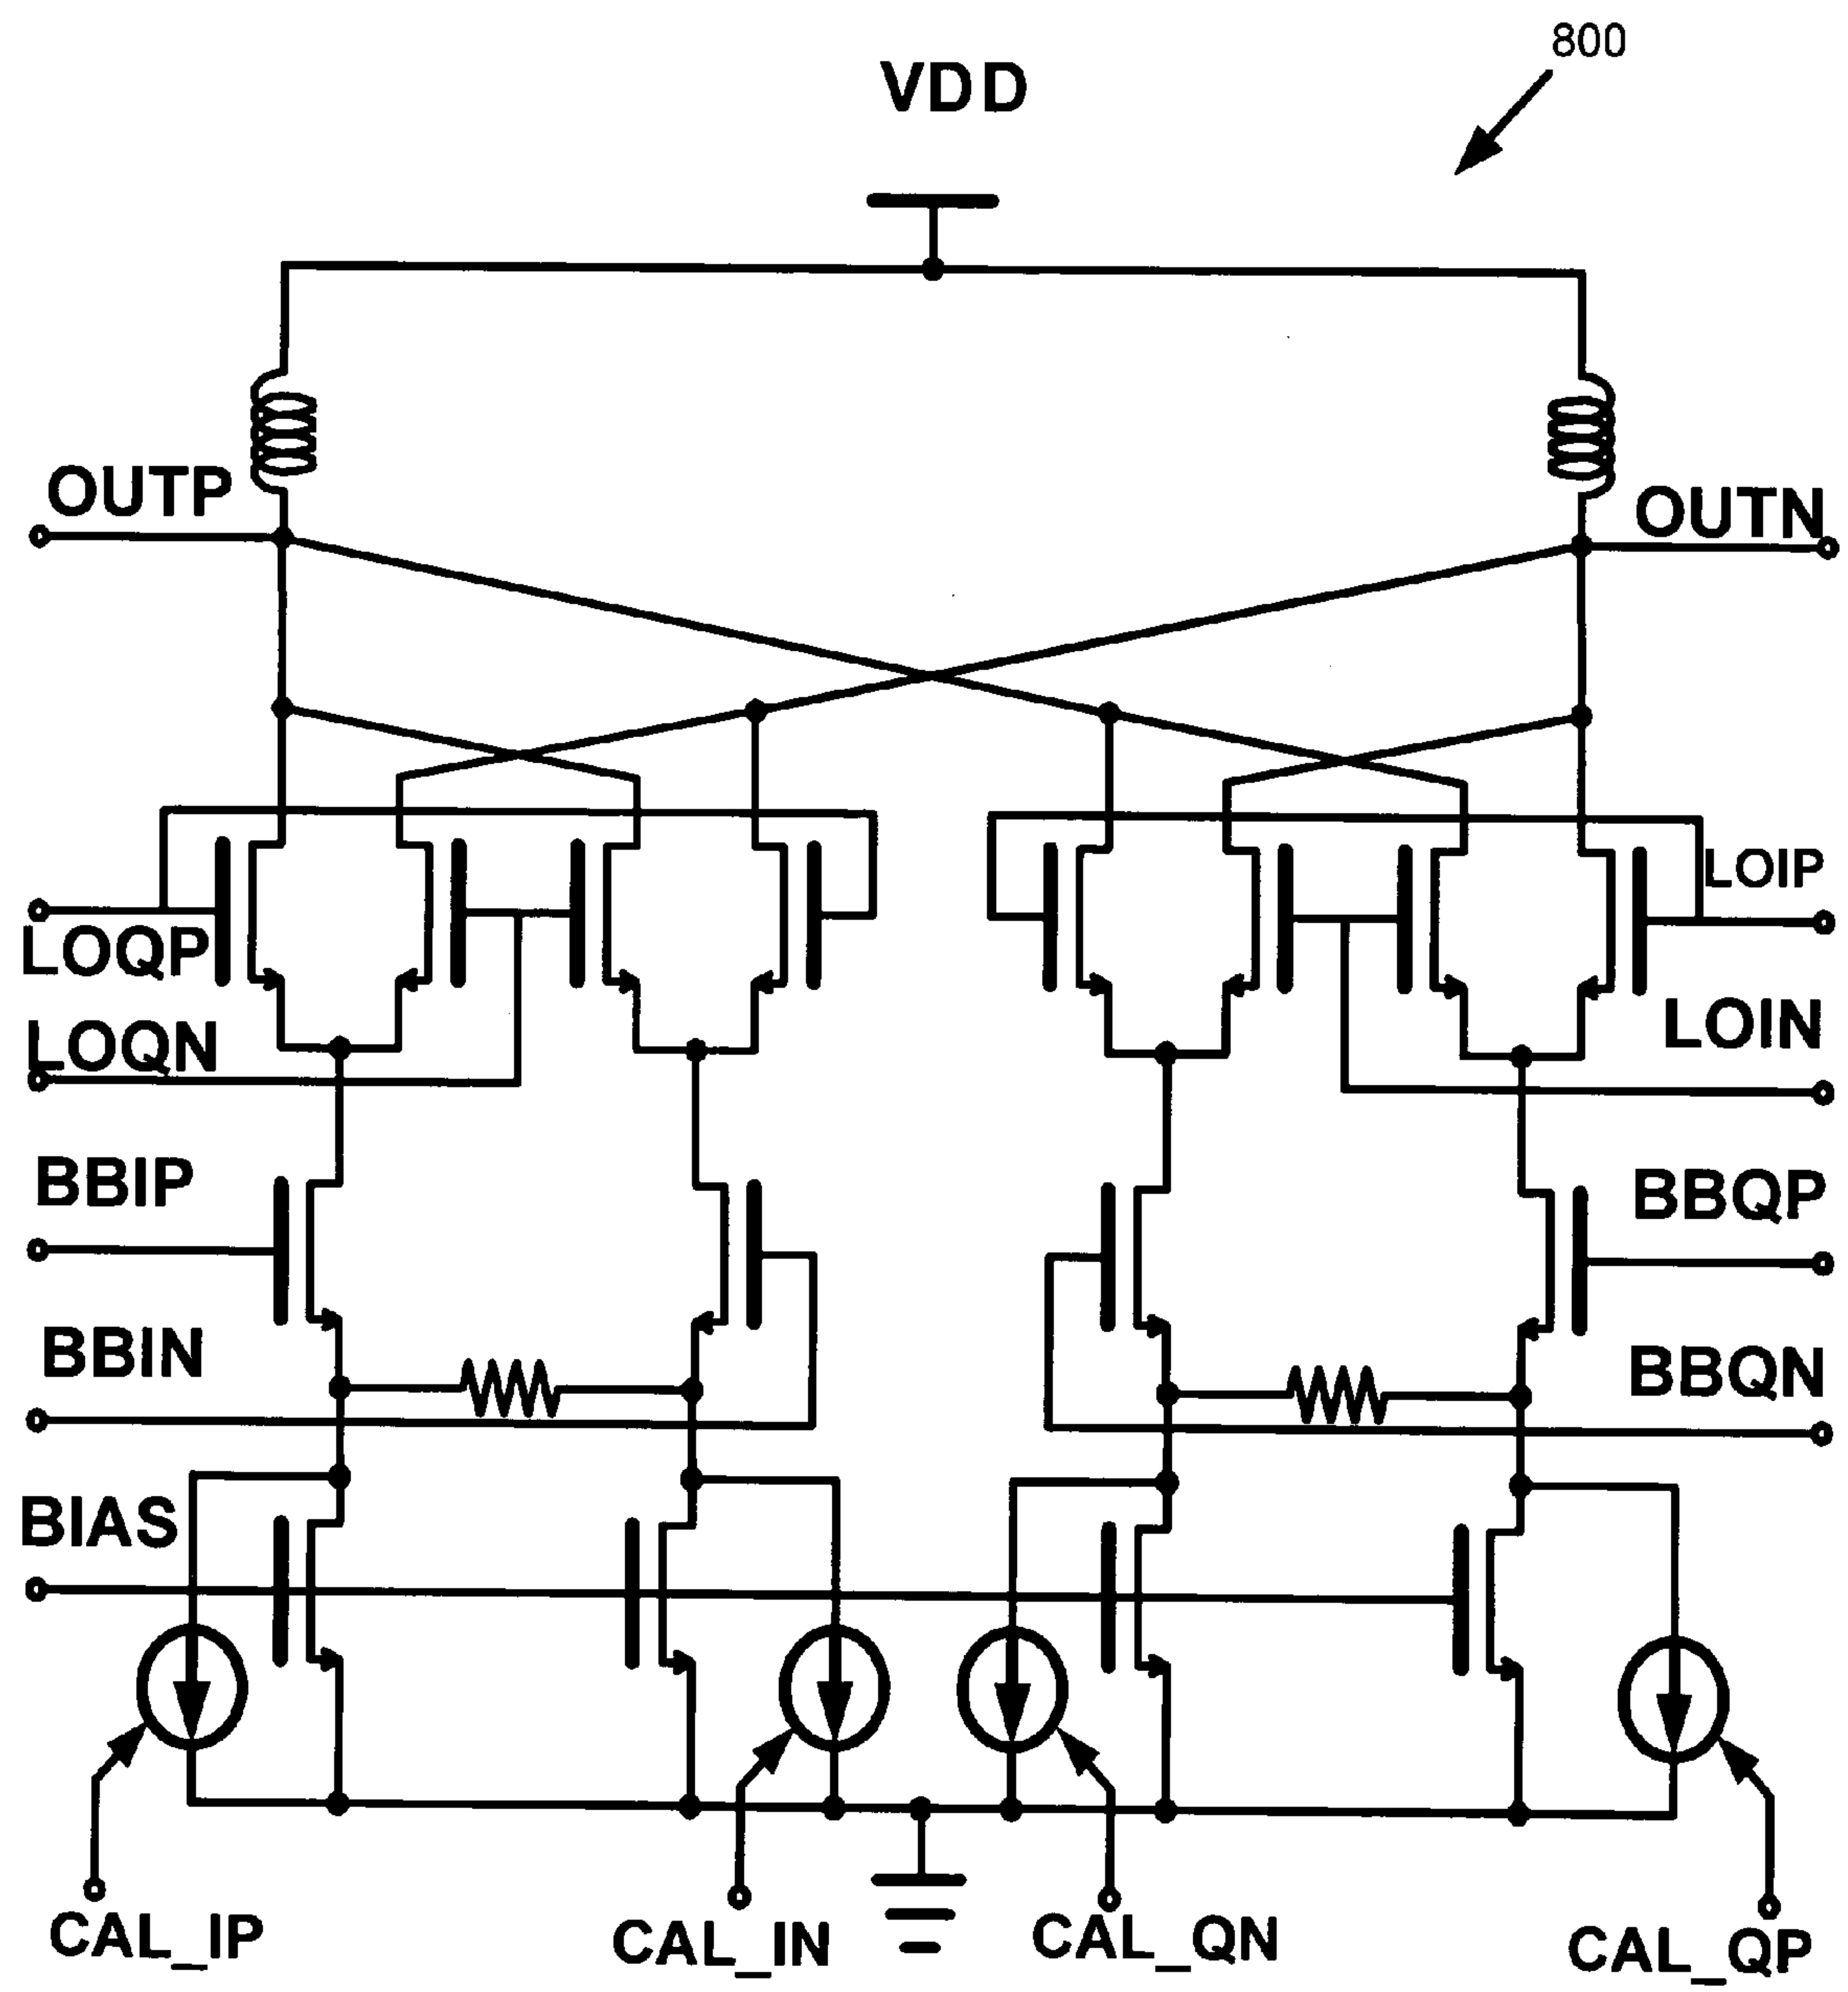 800
VDD
OUTP
OUTN
LOIP
LOQP
LOIN
LOQN
BBIP
BBQP
BBIN
BBQN
BIAS
CAL_IP
CAL_IN
CAL_QN
CAL_QP